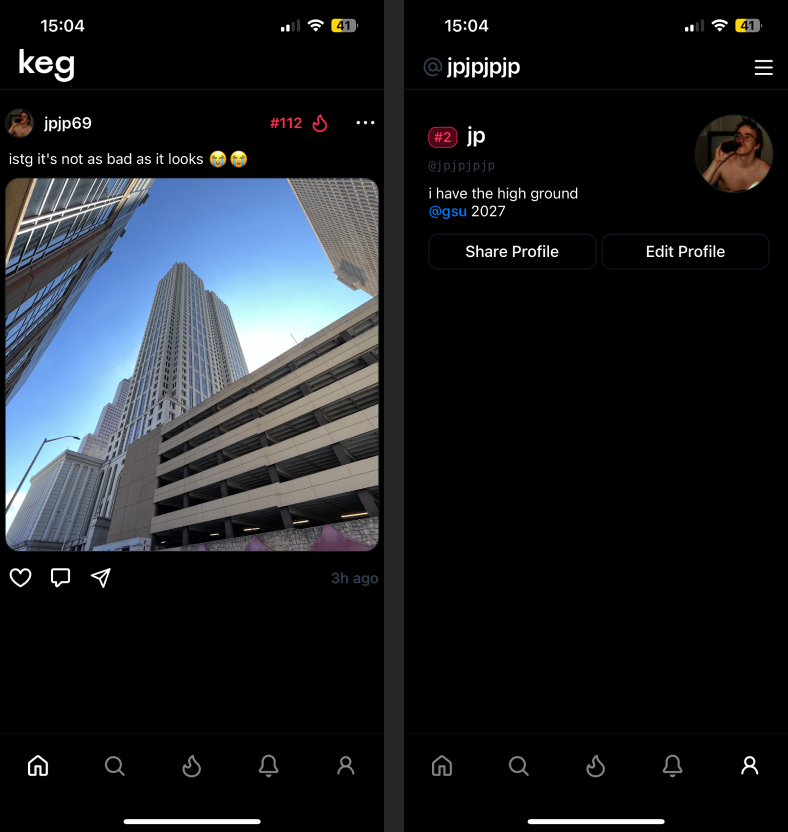 15:04
41
keg
jpjp69
#112
istg it's not as bad as it looks 😭😭
3h ago
15:04
41
@jpjpjpjp
#2 jp
@jpjpjpjp
i have the high ground
@gsu 2027
Share Profile
Edit Profile